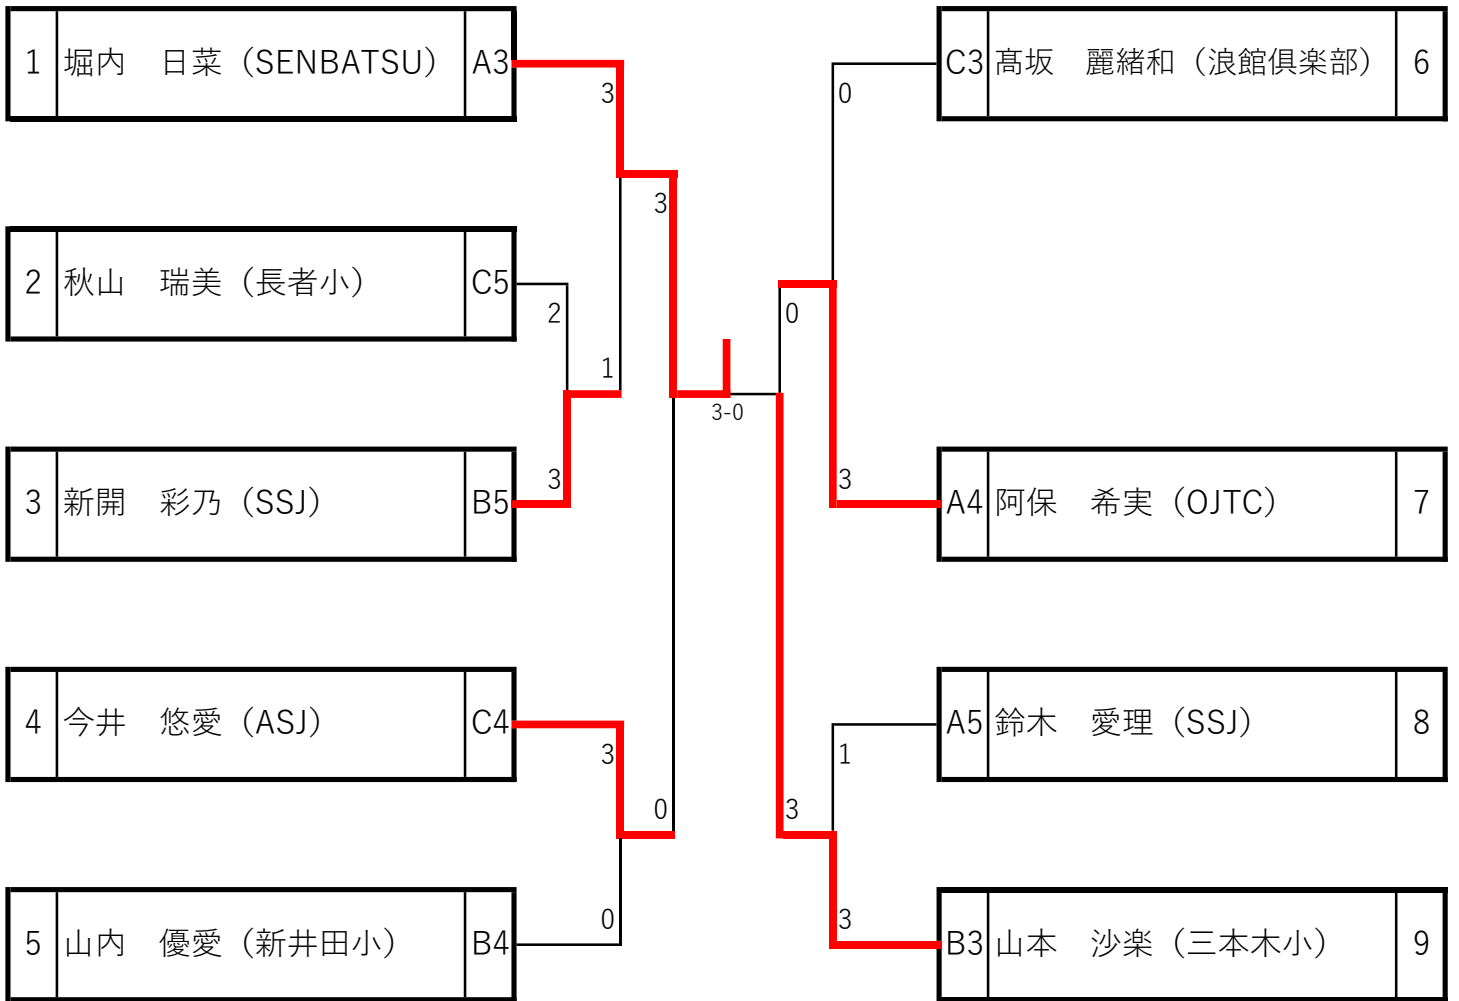 1 堀内　日菜（SENBATSU） A3
3
3
2 秋山　瑞美（長者小） C5
2
1
3 新開　彩乃（SSJ） B5
3
4 今井　悠愛（ASJ） C4
3
0
5 山内　優愛（新井田小） B4
0
3-0
C3 髙坂　麗緒和（浪館倶楽部） 6
0
0
A4 阿保　希実（OJTC） 7
3
A5 鈴木　愛理（SSJ） 8
1
3
B3 山本　沙楽（三本木小） 9
3